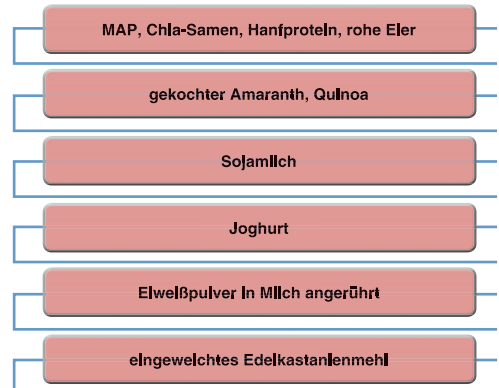 MAP, Chia-Samen, Hanfprotein, rohe Eier
gekochter Amaranth, Quinoa
Sojamilch
Joghurt
Eiweißpulver in Milch angerührt
eingeweichtes Edelkastanienmehl